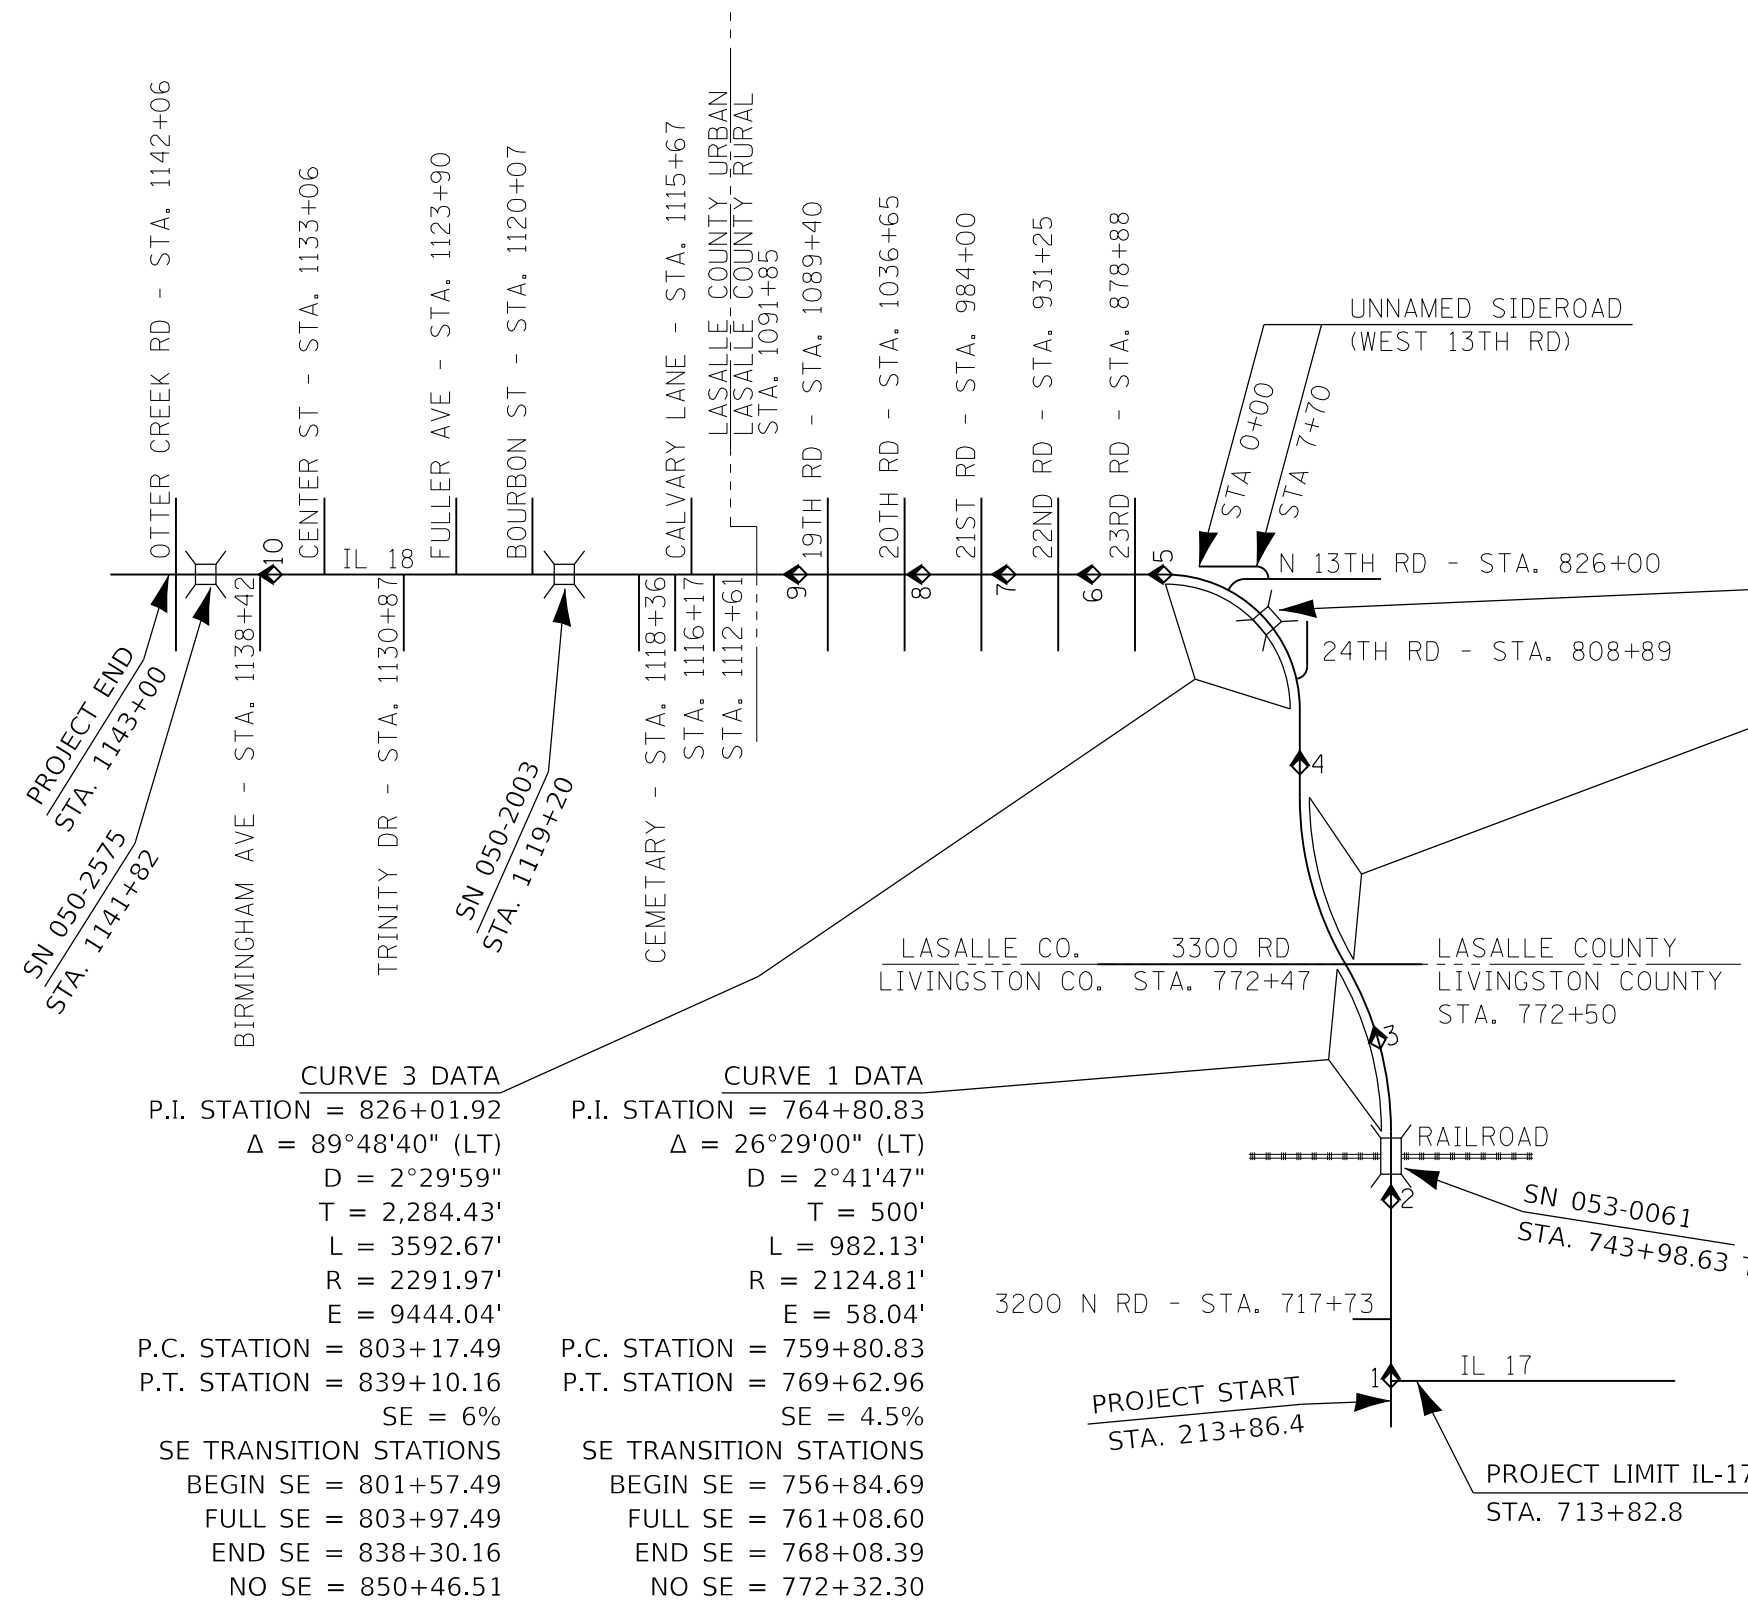 OTTER CREEK RD - STA. 1142+06
CENTER ST - STA. 1133+06
FULLER AVE - STA. 1123+90
BOURBON ST - STA. 1120+07
CALVARY LANE - STA. 1115+67
LASALLE COUNTY URBAN
LASALLE COUNTY RURAL
STA. 1091+85
19TH RD - STA. 1089+40
20TH RD - STA. 1036+65
21ST RD - STA. 984+00
22ND RD - STA. 931+25
23RD RD - STA. 878+88
UNNAMED SIDEROAD
(WEST 13TH RD)
STA 0+00
STA 7+70
10
IL 18
9
8
7
6
5
N 13TH RD - STA. 826+00
24TH RD - STA. 808+89
4
PROJECT END
STA. 1143+00
SN 050-2575
STA. 1141+82
BIRMINGHAM AVE - STA. 1138+42
TRINITY DR - STA. 1130+87
SN 050-2003
STA. 1119+20
CEMETARY - STA. 1118+36
STA. 1116+17
STA. 1112+61
LASALLE CO.
3300 RD
LIVINGSTON CO.
STA. 772+47
LASALLE COUNTY
LIVINGSTON COUNTY
STA. 772+50
3
RAILROAD
2
SN 053-0061
STA. 743+98.63
3200 N RD - STA. 717+73
1
IL 17
PROJECT START
STA. 213+86.4
PROJECT LIMIT IL-17
STA. 713+82.8
CURVE 3 DATA
P.I. STATION = 826+01.92
Δ = 89°48'40" (LT)
D = 2°29'59"
T = 2,284.43'
L = 3592.67'
R = 2291.97'
E = 9444.04'
P.C. STATION = 803+17.49
P.T. STATION = 839+10.16
SE = 6%
SE TRANSITION STATIONS
BEGIN SE = 801+57.49
FULL SE = 803+97.49
END SE = 838+30.16
NO SE = 850+46.51
CURVE 1 DATA
P.I. STATION = 764+80.83
Δ = 26°29'00" (LT)
D = 2°41'47"
T = 500'
L = 982.13'
R = 2124.81'
E = 58.04'
P.C. STATION = 759+80.83
P.T. STATION = 769+62.96
SE = 4.5%
SE TRANSITION STATIONS
BEGIN SE = 756+84.69
FULL SE = 761+08.60
END SE = 768+08.39
NO SE = 772+32.30